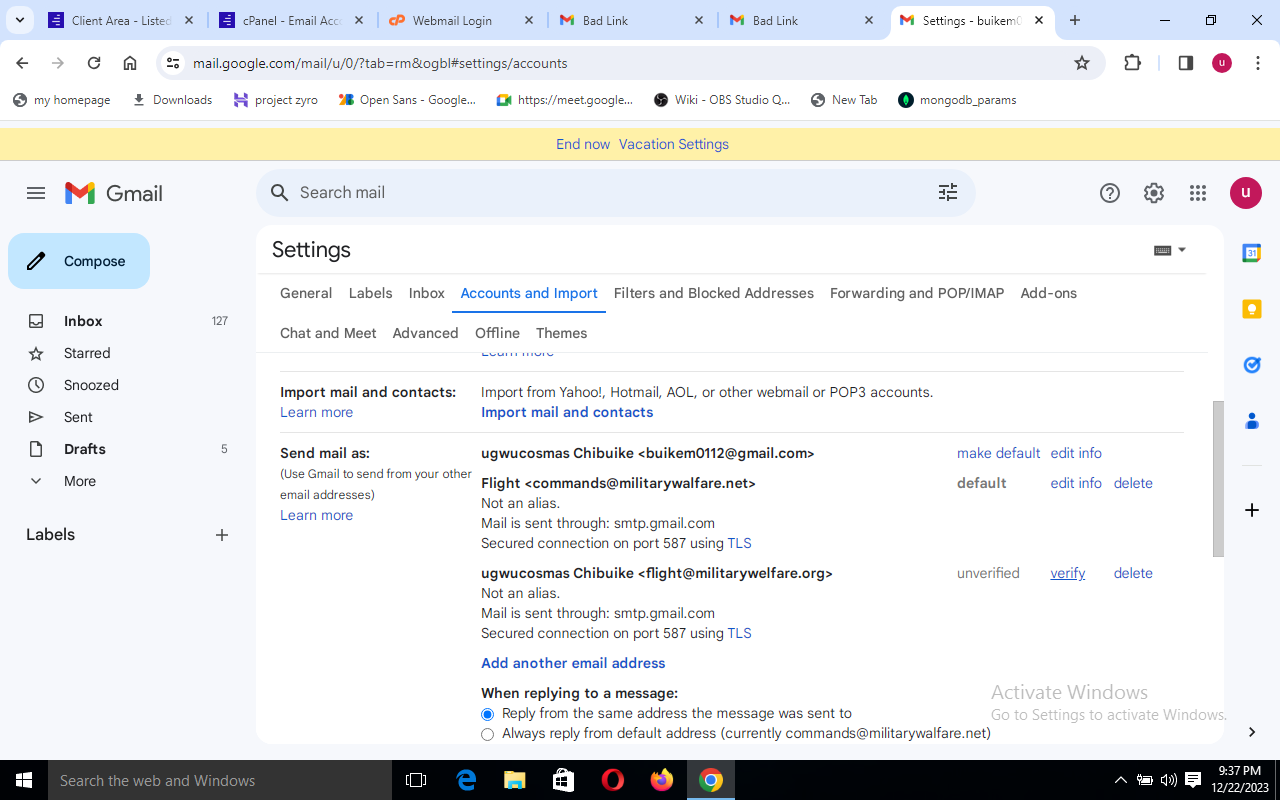 Client Area - Listed
cPanel - Email Acc
Webmail Login
Bad Link
Bad Link
Settings - buikem0
mail.google.com/mail/u/0/?tab=rm&ogbl#settings/accounts
u
my homepage
Downloads
project zyro
Open Sans - Google...
https://meet.google...
Wiki - OBS Studio Q...
New Tab
mongodb_params
End now Vacation Settings
Gmail
Search mail
u
Compose
Inbox 127
Starred
Snoozed
Sent
Drafts 5
More
Labels
Settings
General Labels Inbox Accounts and Import Filters and Blocked Addresses Forwarding and POP/IMAP Add-ons
Chat and Meet Advanced Offline Themes
Learn more
Import mail and contacts: Import from Yahoo!, Hotmail, AOL, or other webmail or POP3 accounts.
Learn more Import mail and contacts
Send mail as: ugwucosmas Chibuike <buikem0112@gmail.com> make default edit info
(Use Gmail to send from your other
email addresses)
Learn more
Flight <commands@militarywalfare.net> default edit info delete
Not an alias.
Mail is sent through: smtp.gmail.com
Secured connection on port 587 using TLS
ugwucosmas Chibuike <flight@militarywelfare.org> unverified verify delete
Not an alias.
Mail is sent through: smtp.gmail.com
Secured connection on port 587 using TLS
Add another email address
When replying to a message:
Reply from the same address the message was sent to
Always reply from default address (currently commands@militarywalfare.net)
31
Activate Windows
Go to Settings to activate Windows.
Search the web and Windows
9:37 PM
12/22/2023